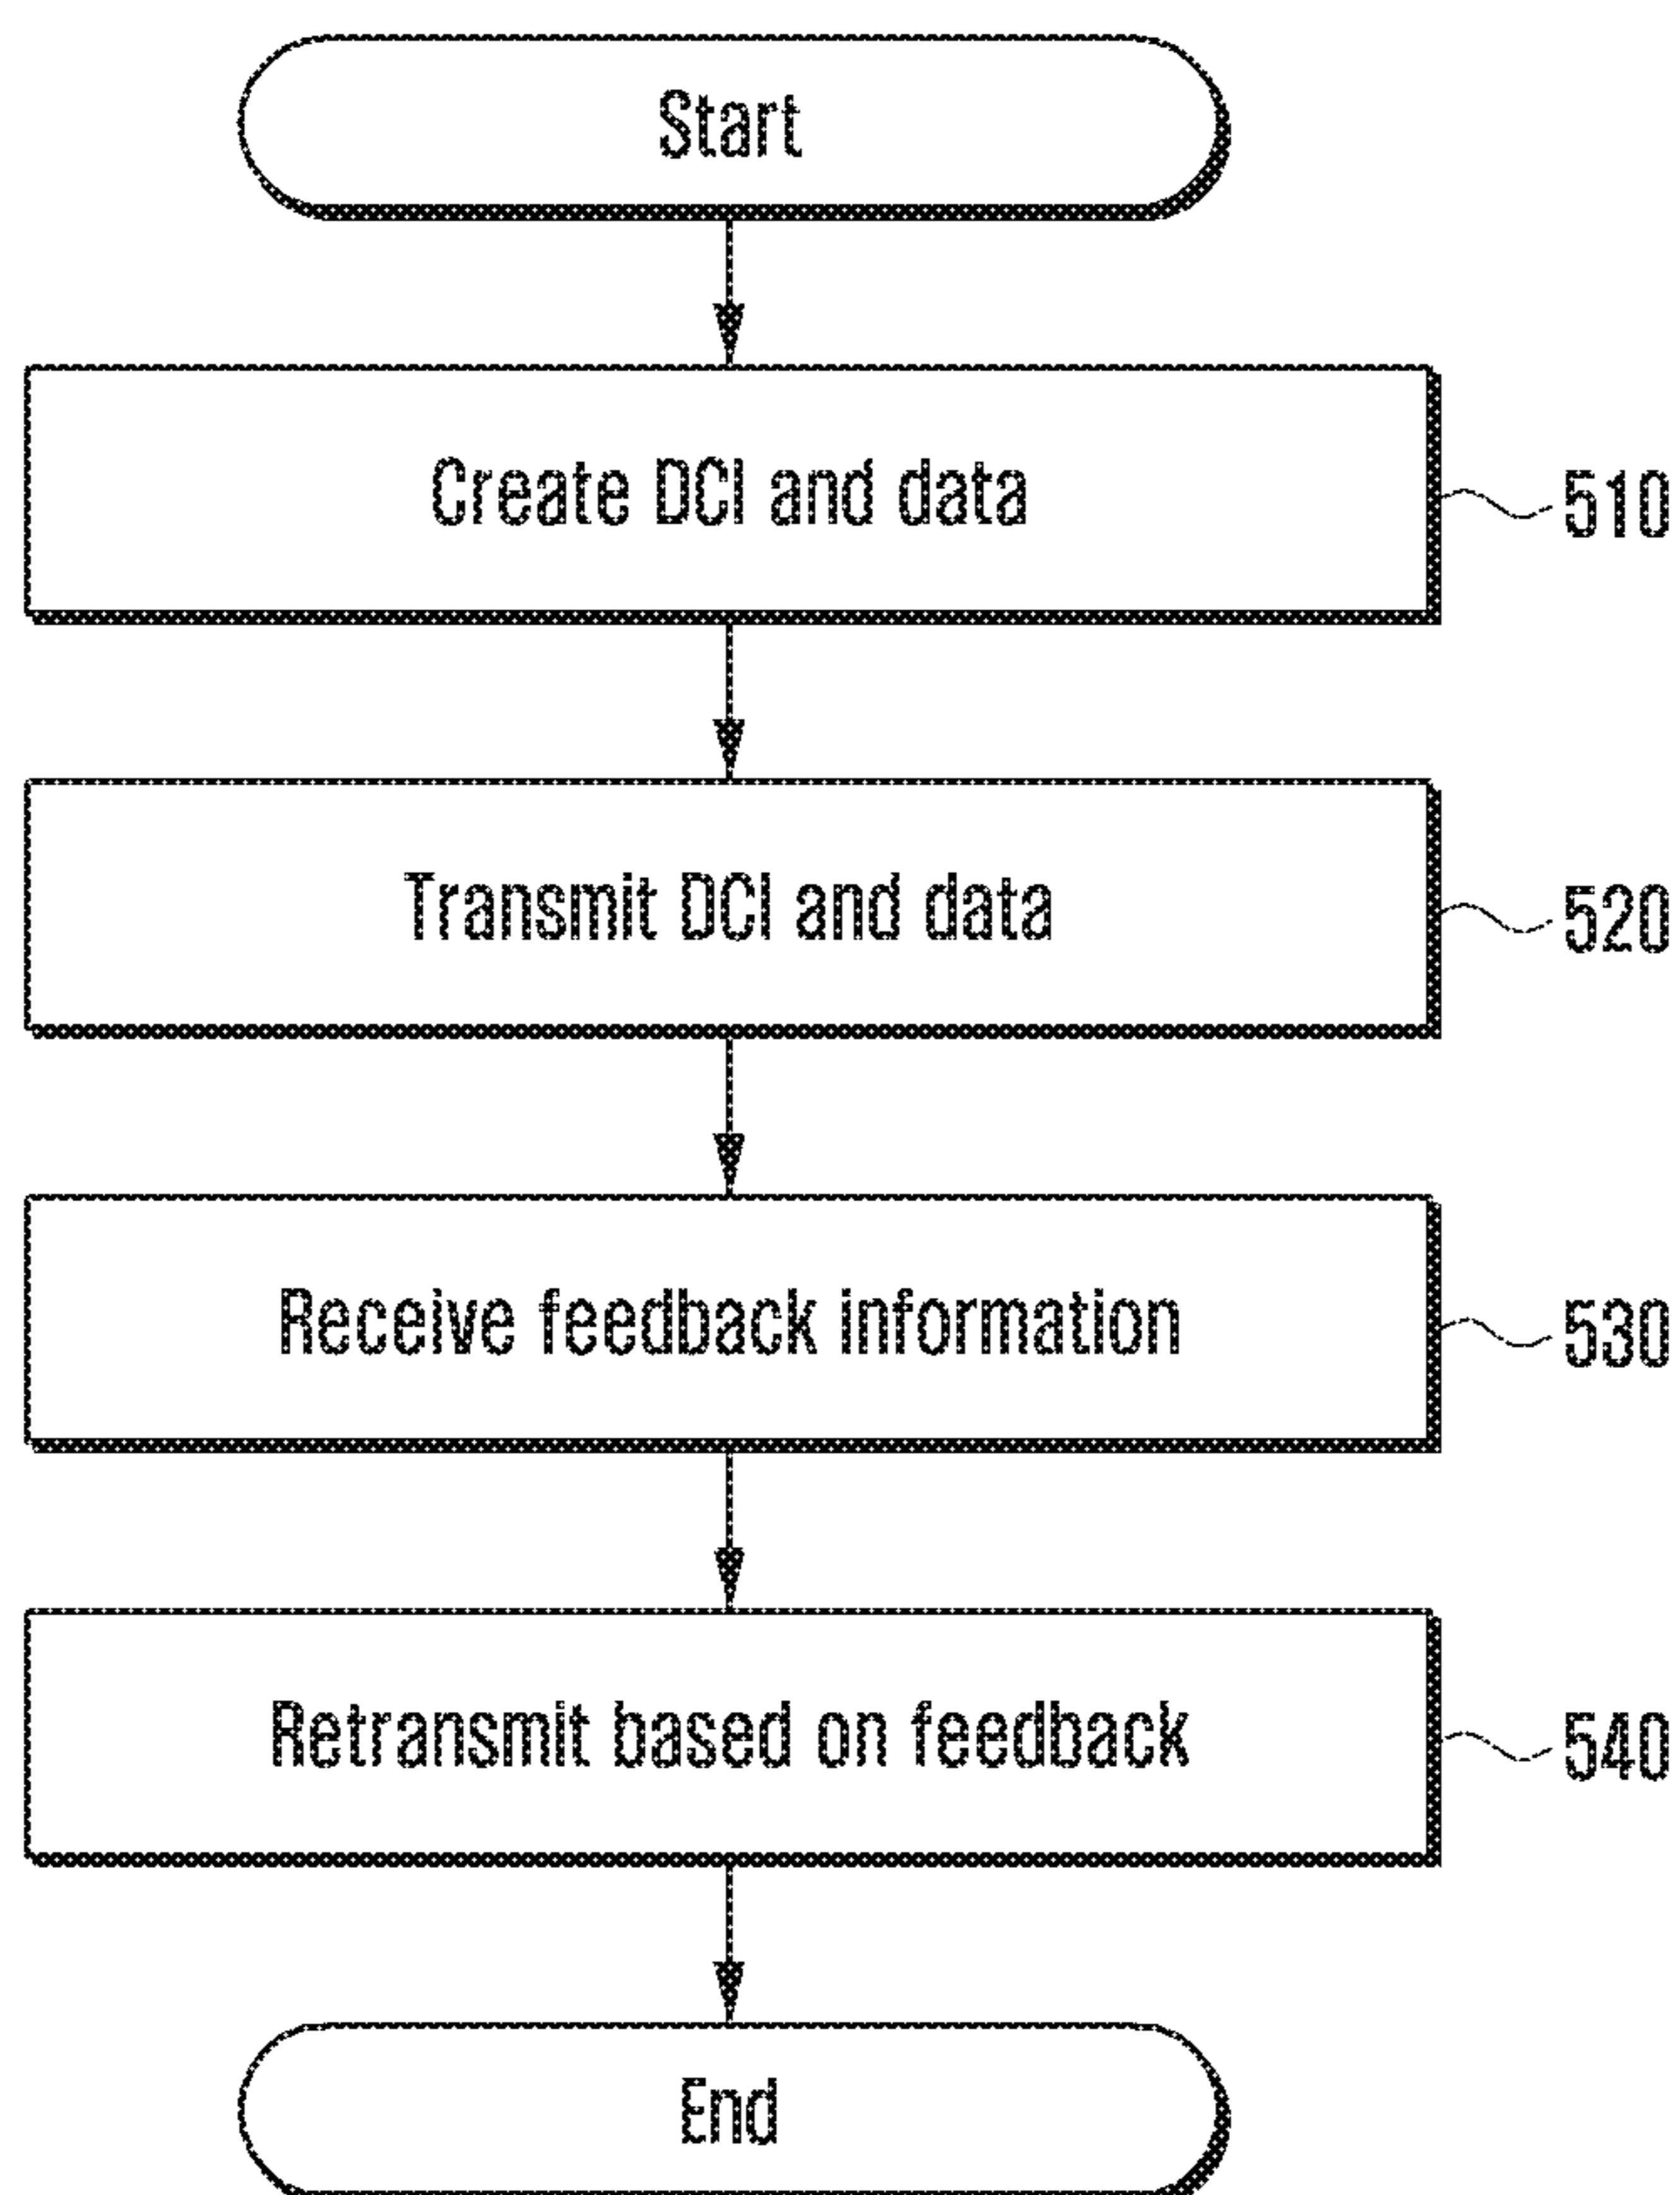 Start
Create DCI and data
510
Transmit DCI and data
520
Receive feedback information
530
Retransmit based on feedback
540
End